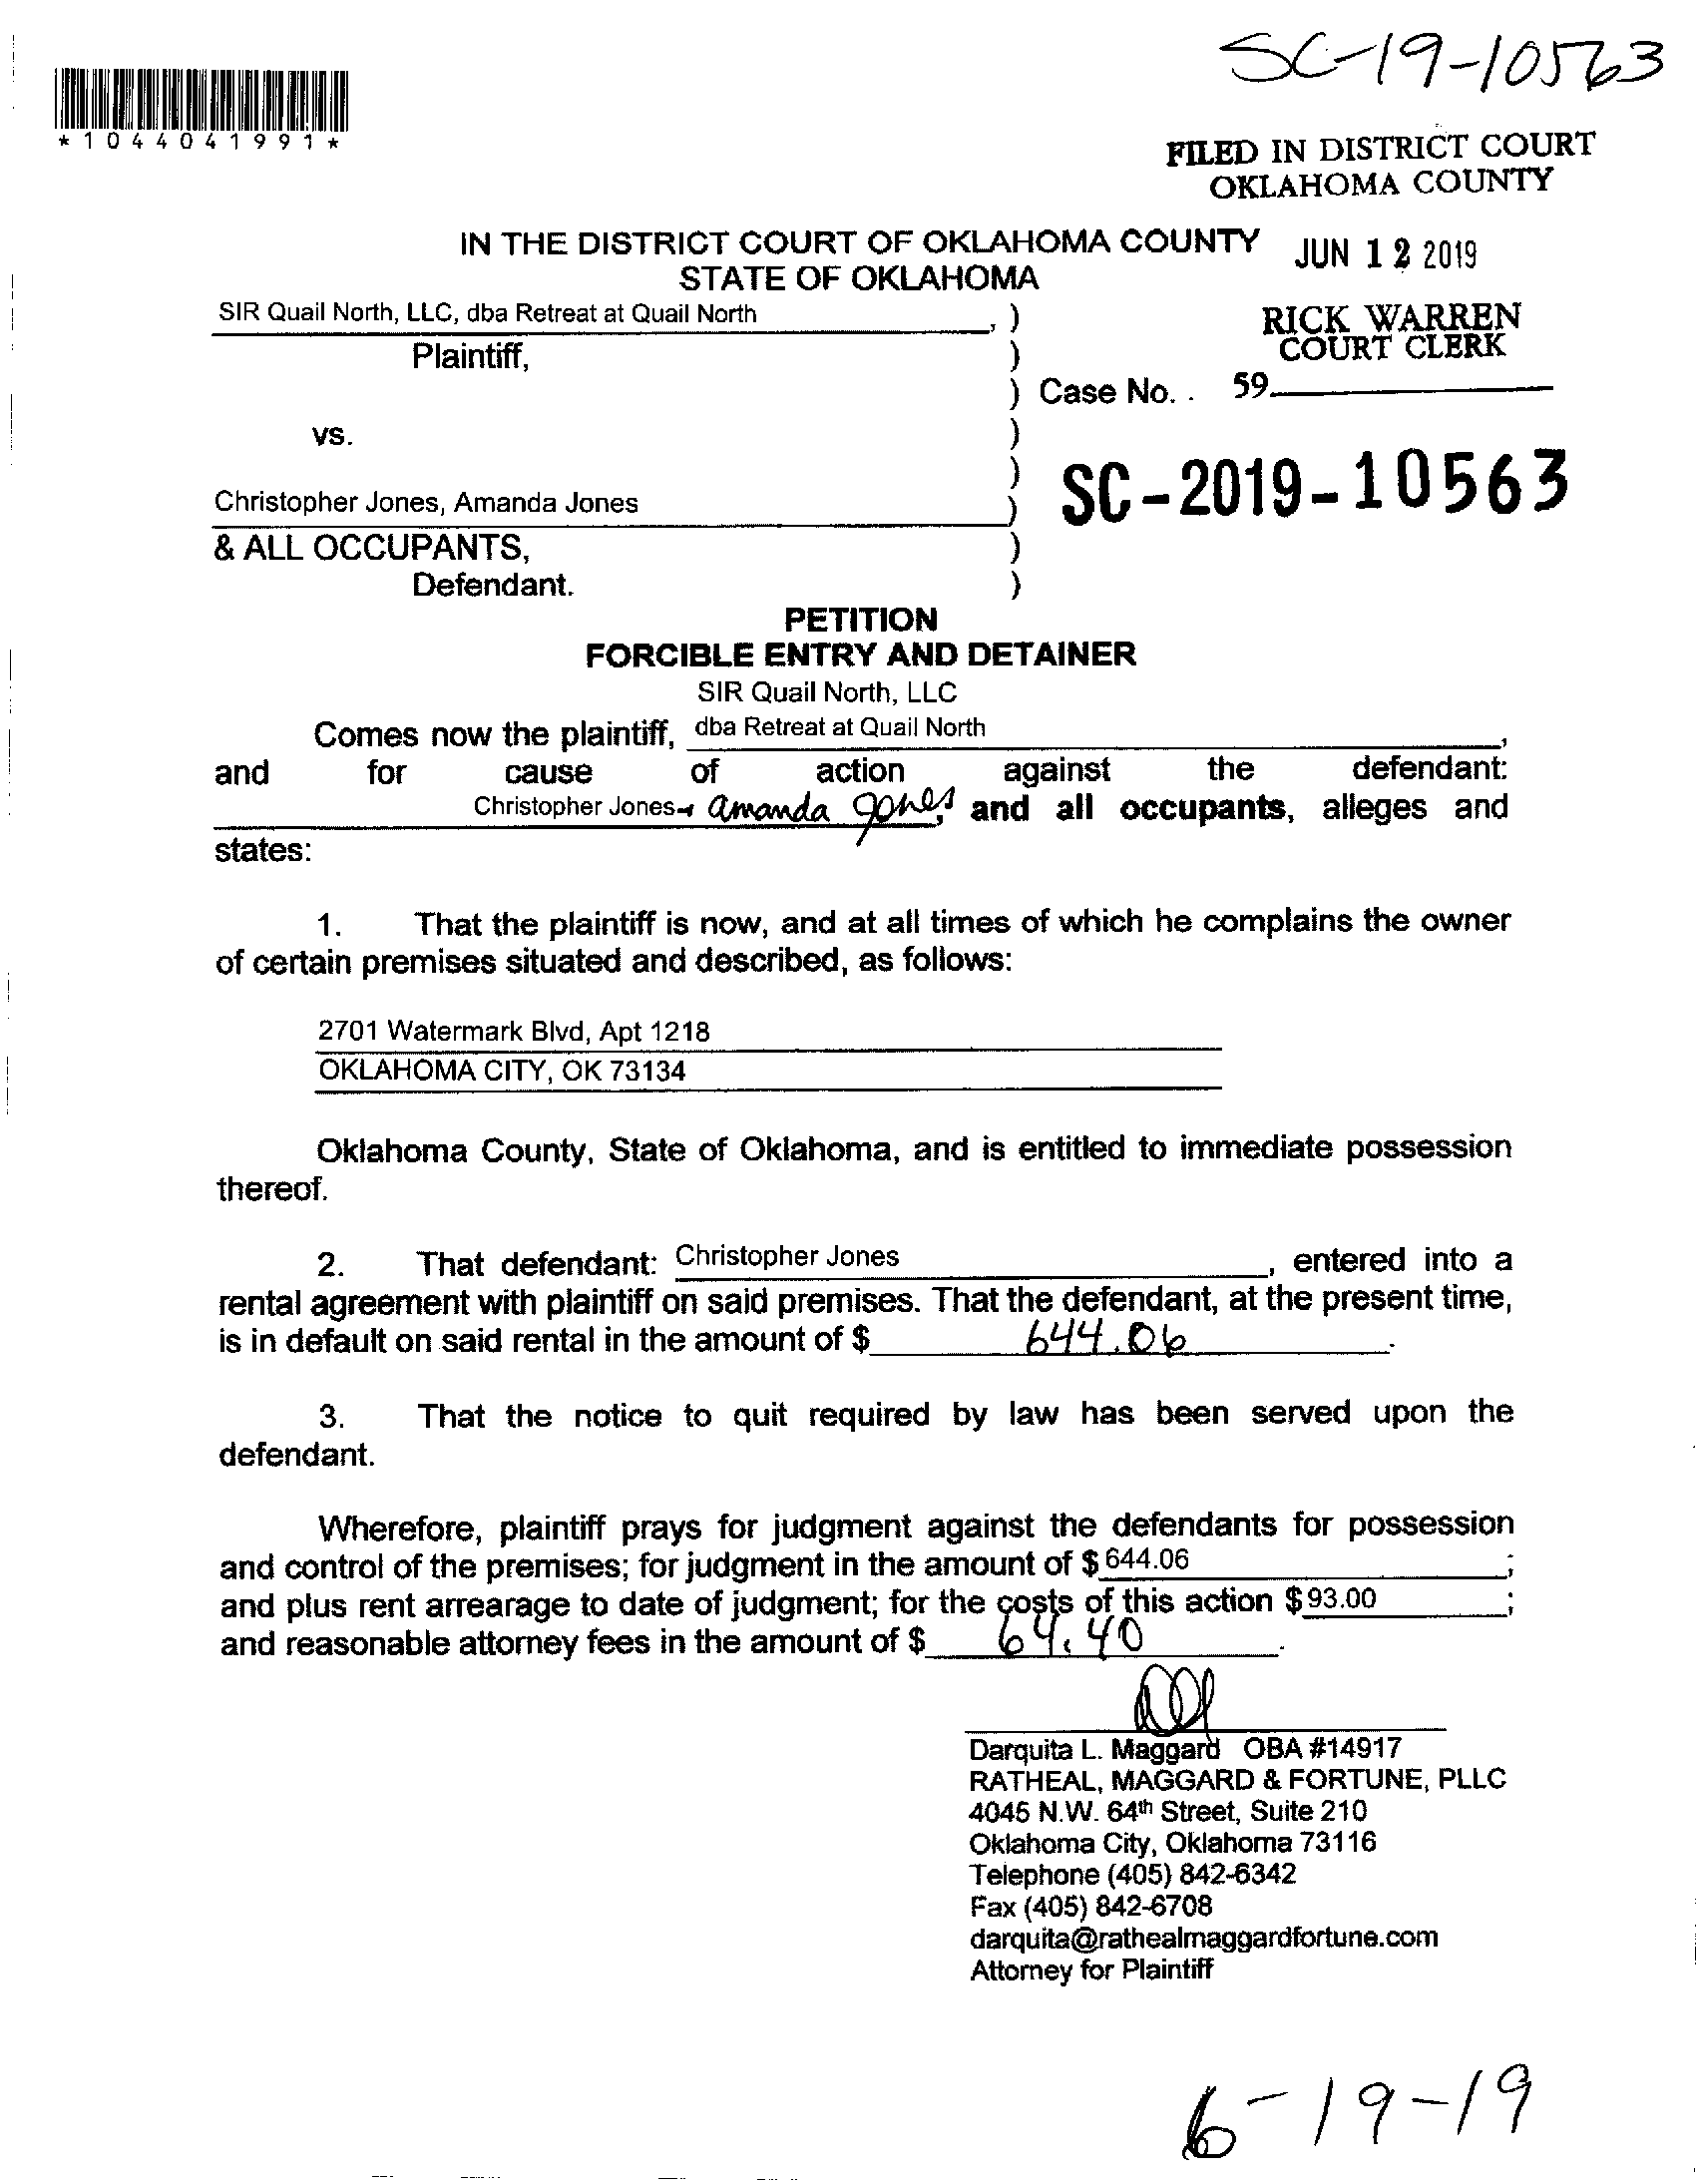 SC-19-10563
*1044041991*
FILED IN DISTRICT COURT
OKLAHOMA COUNTY
IN THE DISTRICT COURT OF OKLAHOMA COUNTY
JUN 12 2019
STATE OF OKLAHOMA
SIR Quail North, LLC, dba Retreat at Quail North , )
RICK WARREN
COURT CLERK
Plaintiff, )
) Case No. . 59
vs. )
) SC-2019-10563
Christopher Jones, Amanda Jones )
& ALL OCCUPANTS, )
Defendant. )
PETITION
FORCIBLE ENTRY AND DETAINER
SIR Quail North, LLC
Comes now the plaintiff, dba Retreat at Quail North ,
and for cause of action against the defendant:
Christopher Jones Amanda Jones, and all occupants, alleges and
states:
1. That the plaintiff is now, and at all times of which he complains the owner
of certain premises situated and described, as follows:
2701 Watermark Blvd, Apt 1218
OKLAHOMA CITY, OK 73134
Oklahoma County, State of Oklahoma, and is entitled to immediate possession
thereof.
2. That defendant: Christopher Jones , entered into a
rental agreement with plaintiff on said premises. That the defendant, at the present time,
is in default on said rental in the amount of $ 644.06 .
3. That the notice to quit required by law has been served upon the
defendant.
Wherefore, plaintiff prays for judgment against the defendants for possession
and control of the premises; for judgment in the amount of $ 644.06 ;
and plus rent arrearage to date of judgment; for the costs of this action $ 93.00 ;
and reasonable attorney fees in the amount of $ 64.40 .
Darquita L. Maggard OBA #14917
RATHEAL, MAGGARD & FORTUNE, PLLC
4045 N.W. 64th Street, Suite 210
Oklahoma City, Oklahoma 73116
Telephone (405) 842-6342
Fax (405) 842-6708
darquita@rathealmaggardfortune.com
Attorney for Plaintiff
6-19-19